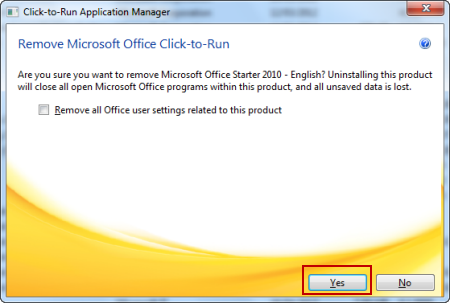 Click-to-Run Application Manager
Remove Microsoft Office Click-to-Run
Are you sure you want to remove Microsoft Office Starter 2010 - English? Uninstalling this product
will close all open Microsoft Office programs within this product, and all unsaved data is lost.
Remove all Office user settings related to this product
Yes
No